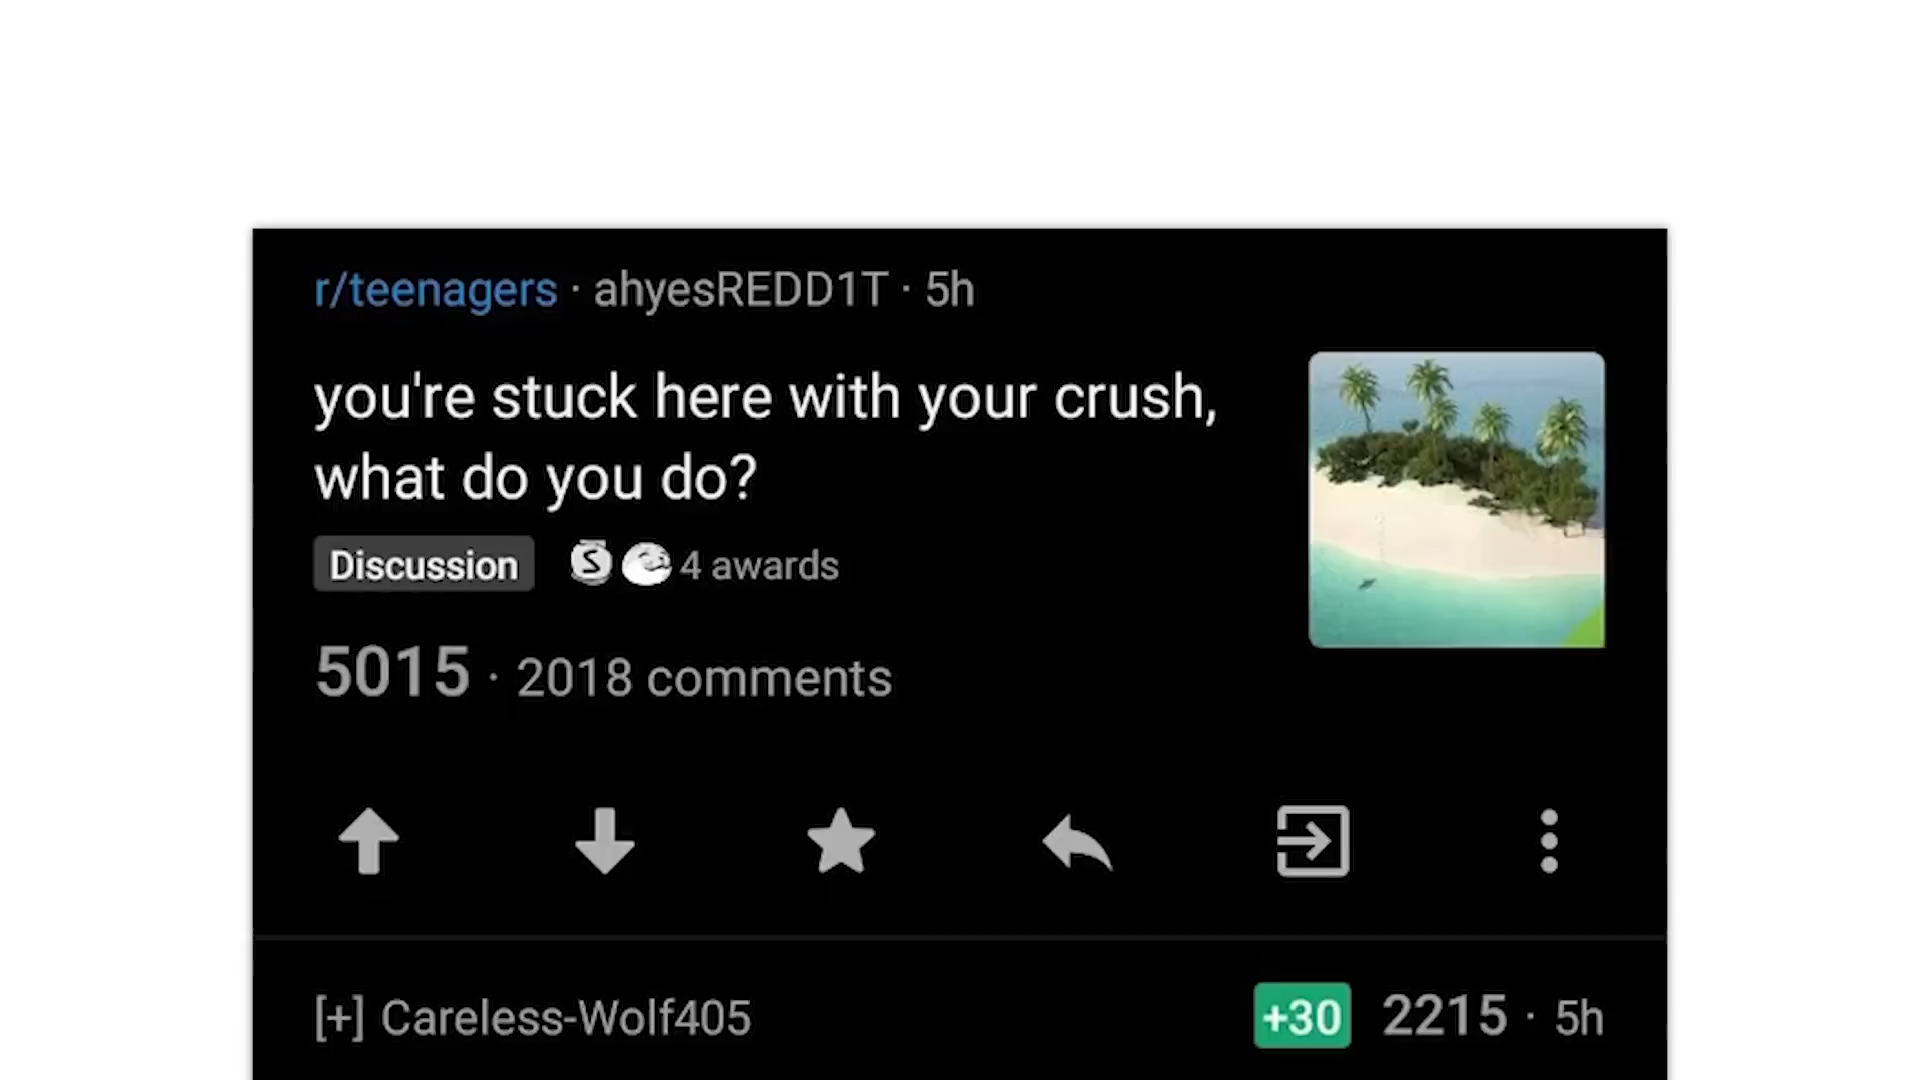 r/teenagers · ahyesREDD1T · 5h
you're stuck here with your crush,
what do you do?
Discussion S 4 awards
5015 · 2018 comments
[+] Careless-Wolf405 +30 2215 · 5h